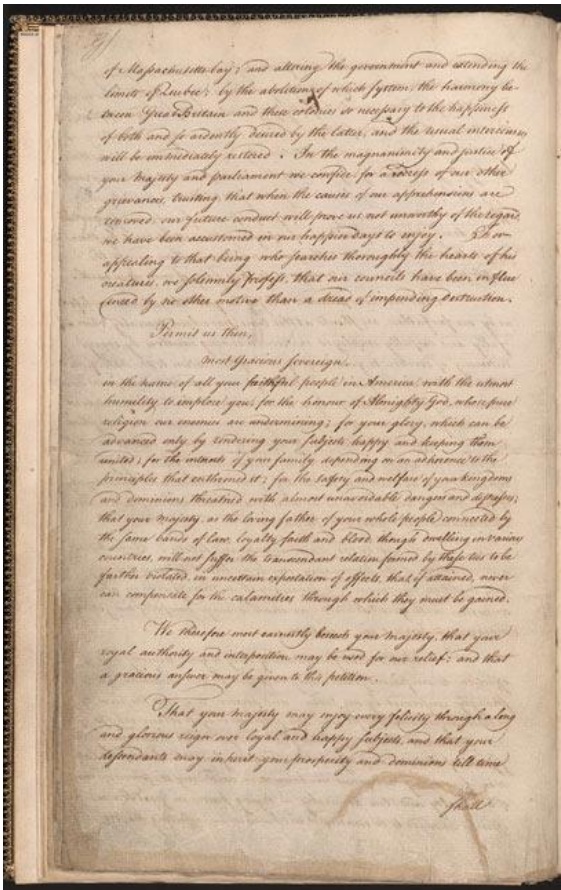 of Massachusetts bay; and altering the government and extending the
limits of Quebec; by the abolition of which system, the harmony be-
tween Great Britain and these colonies so necessary to the happiness
of both and so ardently desired by the latter, and the usual intercourses
will be immediately restored. In the magnanimity and justice of
your Majesty and parliament we confide for a redress of our other
grievances, trusting, that when the causes of our apprehensions are
removed, our future conduct will prove us not unworthy of the regard,
we have been accustomed in our happier days to enjoy. For
appealing to that being who searches thoroughly the hearts of his
creatures, we solemnly profess, that our councils have been influ-
enced by no other motive than a dread of impending destruction.
Permit us then,
most Gracious sovereign,
in the name of all your faithful people in America, with the utmost
humility to implore you, for the honour of Almighty God, whose pure
religion our enemies are undermining; for your glory, which can be
advanced only by rendering your subjects happy and keeping them
united; for the interests of your family depending on an adherence to the
principles that enthroned it; for the safety and welfare of your kingdoms
and dominions threatned with almost unavoidable dangers and distresses;
that your majesty, as the loving father of your whole people, connected by
the same bands of law, loyalty, faith and blood, though dwelling in various
countries, will not suffer the transcendant relation formed by these ties to be
farther violated, in uncertain expectation of effects, that, if attained, never
can compensate for the calamities through which they must be gained.
We therefore most earnestly beseech your majesty, that your
royal authority and interposition may be used for our relief; and that
a gracious answer may be given to this petition.
That your majesty may enjoy every felicity through a long
and glorious reign over loyal and happy subjects, and that your
descendants may inherit your prosperity and dominions till time
shall